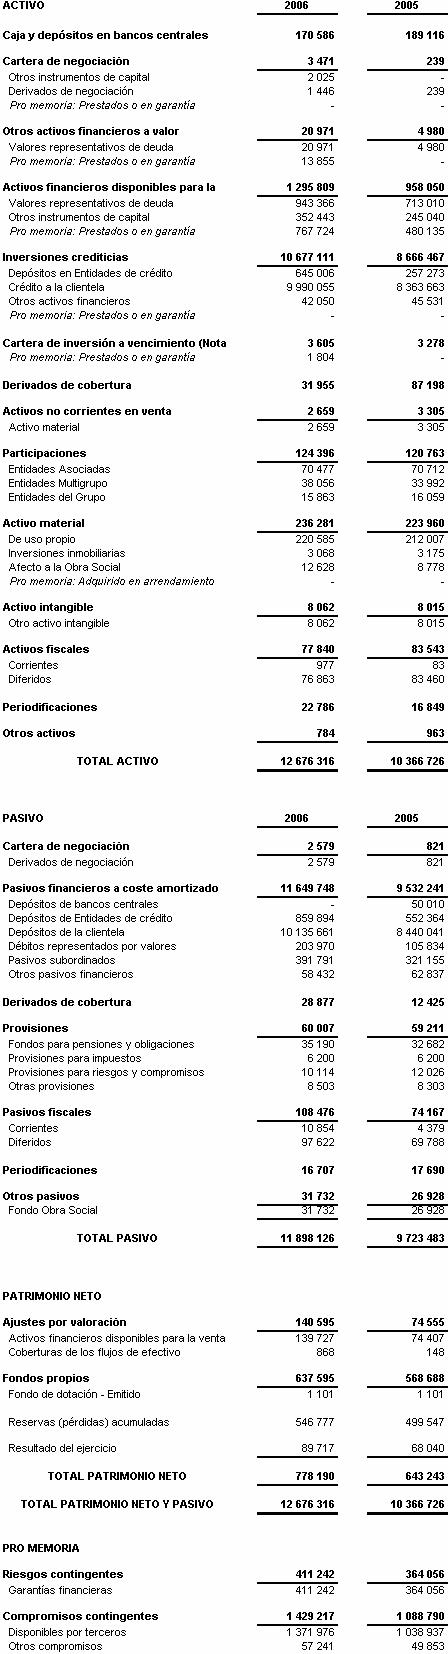 ACTIVO 2006 2005
Caja y depósitos en bancos centrales 170 586 189 116
Cartera de negociación 3 471 239
Otros instrumentos de capital 2 025 -
Derivados de negociación 1 446 239
Pro memoria: Prestados o en garantía - -
Otros activos financieros a valor 20 971 4 980
Valores representativos de deuda 20 971 4 980
Pro memoria: Prestados o en garantía 13 855 -
Activos financieros disponibles para la 1 295 809 958 050
Valores representativos de deuda 943 366 713 010
Otros instrumentos de capital 352 443 245 040
Pro memoria: Prestados o en garantía 767 724 480 135
Inversiones crediticias 10 677 111 8 666 467
Depósitos en Entidades de crédito 645 006 257 273
Crédito a la clientela 9 990 055 8 363 663
Otros activos financieros 42 050 45 531
Pro memoria: Prestados o en garantía - -
Cartera de inversión a vencimiento (Nota 3 605 3 278
Pro memoria: Prestados o en garantía 1 804 -
Derivados de cobertura 31 955 87 198
Activos no corrientes en venta 2 659 3 305
Activo material 2 659 3 305
Participaciones 124 396 120 763
Entidades Asociadas 70 477 70 712
Entidades Multigrupo 38 056 33 992
Entidades del Grupo 15 863 16 059
Activo material 236 281 223 960
De uso propio 220 585 212 007
Inversiones inmobiliarias 3 068 3 175
Afecto a la Obra Social 12 628 8 778
Pro memoria: Adquirido en arrendamiento - -
Activo intangible 8 062 8 015
Otro activo intangible 8 062 8 015
Activos fiscales 77 840 83 543
Corrientes 977 83
Diferidos 76 863 83 460
Periodificaciones 22 786 16 849
Otros activos 784 963
TOTAL ACTIVO 12 676 316 10 366 726
PASIVO 2006 2005
Cartera de negociación 2 579 821
Derivados de negociación 2 579 821
Pasivos financieros a coste amortizado 11 649 748 9 532 241
Depósitos de bancos centrales - 50 010
Depósitos de Entidades de crédito 859 894 552 364
Depósitos de la clientela 10 135 661 8 440 041
Débitos representados por valores 203 970 105 834
Pasivos subordinados 391 791 321 155
Otros pasivos financieros 58 432 62 837
Derivados de cobertura 28 877 12 425
Provisiones 60 007 59 211
Fondos para pensiones y obligaciones 35 190 32 682
Provisiones para impuestos 6 200 6 200
Provisiones para riesgos y compromisos 10 114 12 026
Otras provisiones 8 503 8 303
Pasivos fiscales 108 476 74 167
Corrientes 10 854 4 379
Diferidos 97 622 69 788
Periodificaciones 16 707 17 690
Otros pasivos 31 732 26 928
Fondo Obra Social 31 732 26 928
TOTAL PASIVO 11 898 126 9 723 483
PATRIMONIO NETO
Ajustes por valoración 140 595 74 555
Activos financieros disponibles para la venta 139 727 74 407
Coberturas de los flujos de efectivo 868 148
Fondos propios 637 595 568 688
Fondo de dotación - Emitido 1 101 1 101
Reservas (pérdidas) acumuladas 546 777 499 547
Resultado del ejercicio 89 717 68 040
TOTAL PATRIMONIO NETO 778 190 643 243
TOTAL PATRIMONIO NETO Y PASIVO 12 676 316 10 366 726
PRO MEMORIA
Riesgos contingentes 411 242 364 056
Garantías financieras 411 242 364 056
Compromisos contingentes 1 429 217 1 088 790
Disponibles por terceros 1 371 976 1 038 937
Otros compromisos 57 241 49 853